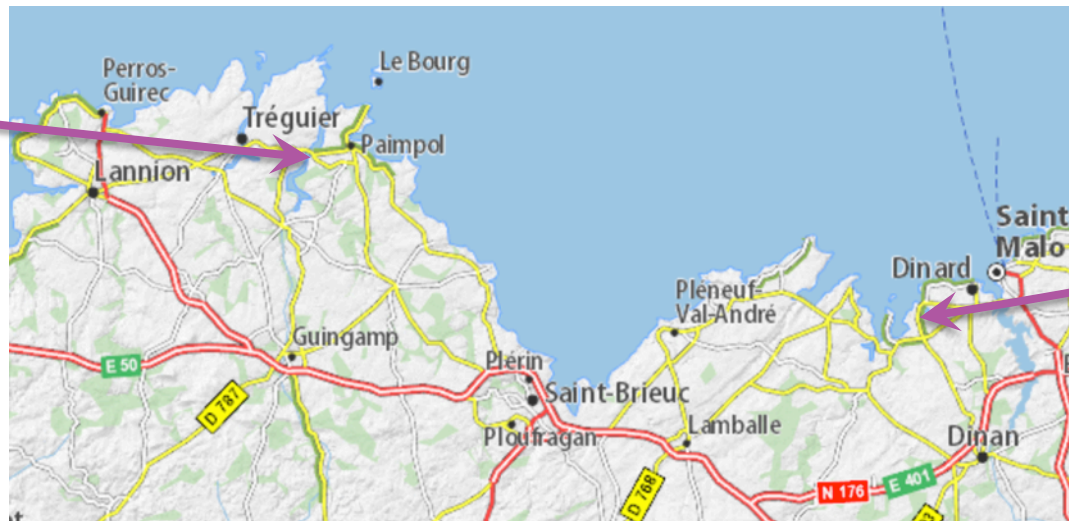 Le Bourg
Perros-
Guirec
Tréguier
Paimpol
Lannion
Saint
Malo
Dinard
Pléneuf-
Val-André
Guingamp
E 50
Plérin
Saint-Brieuc
D 787
Ploufragan
Lamballe
Dinan
D 768
N 176
E 401